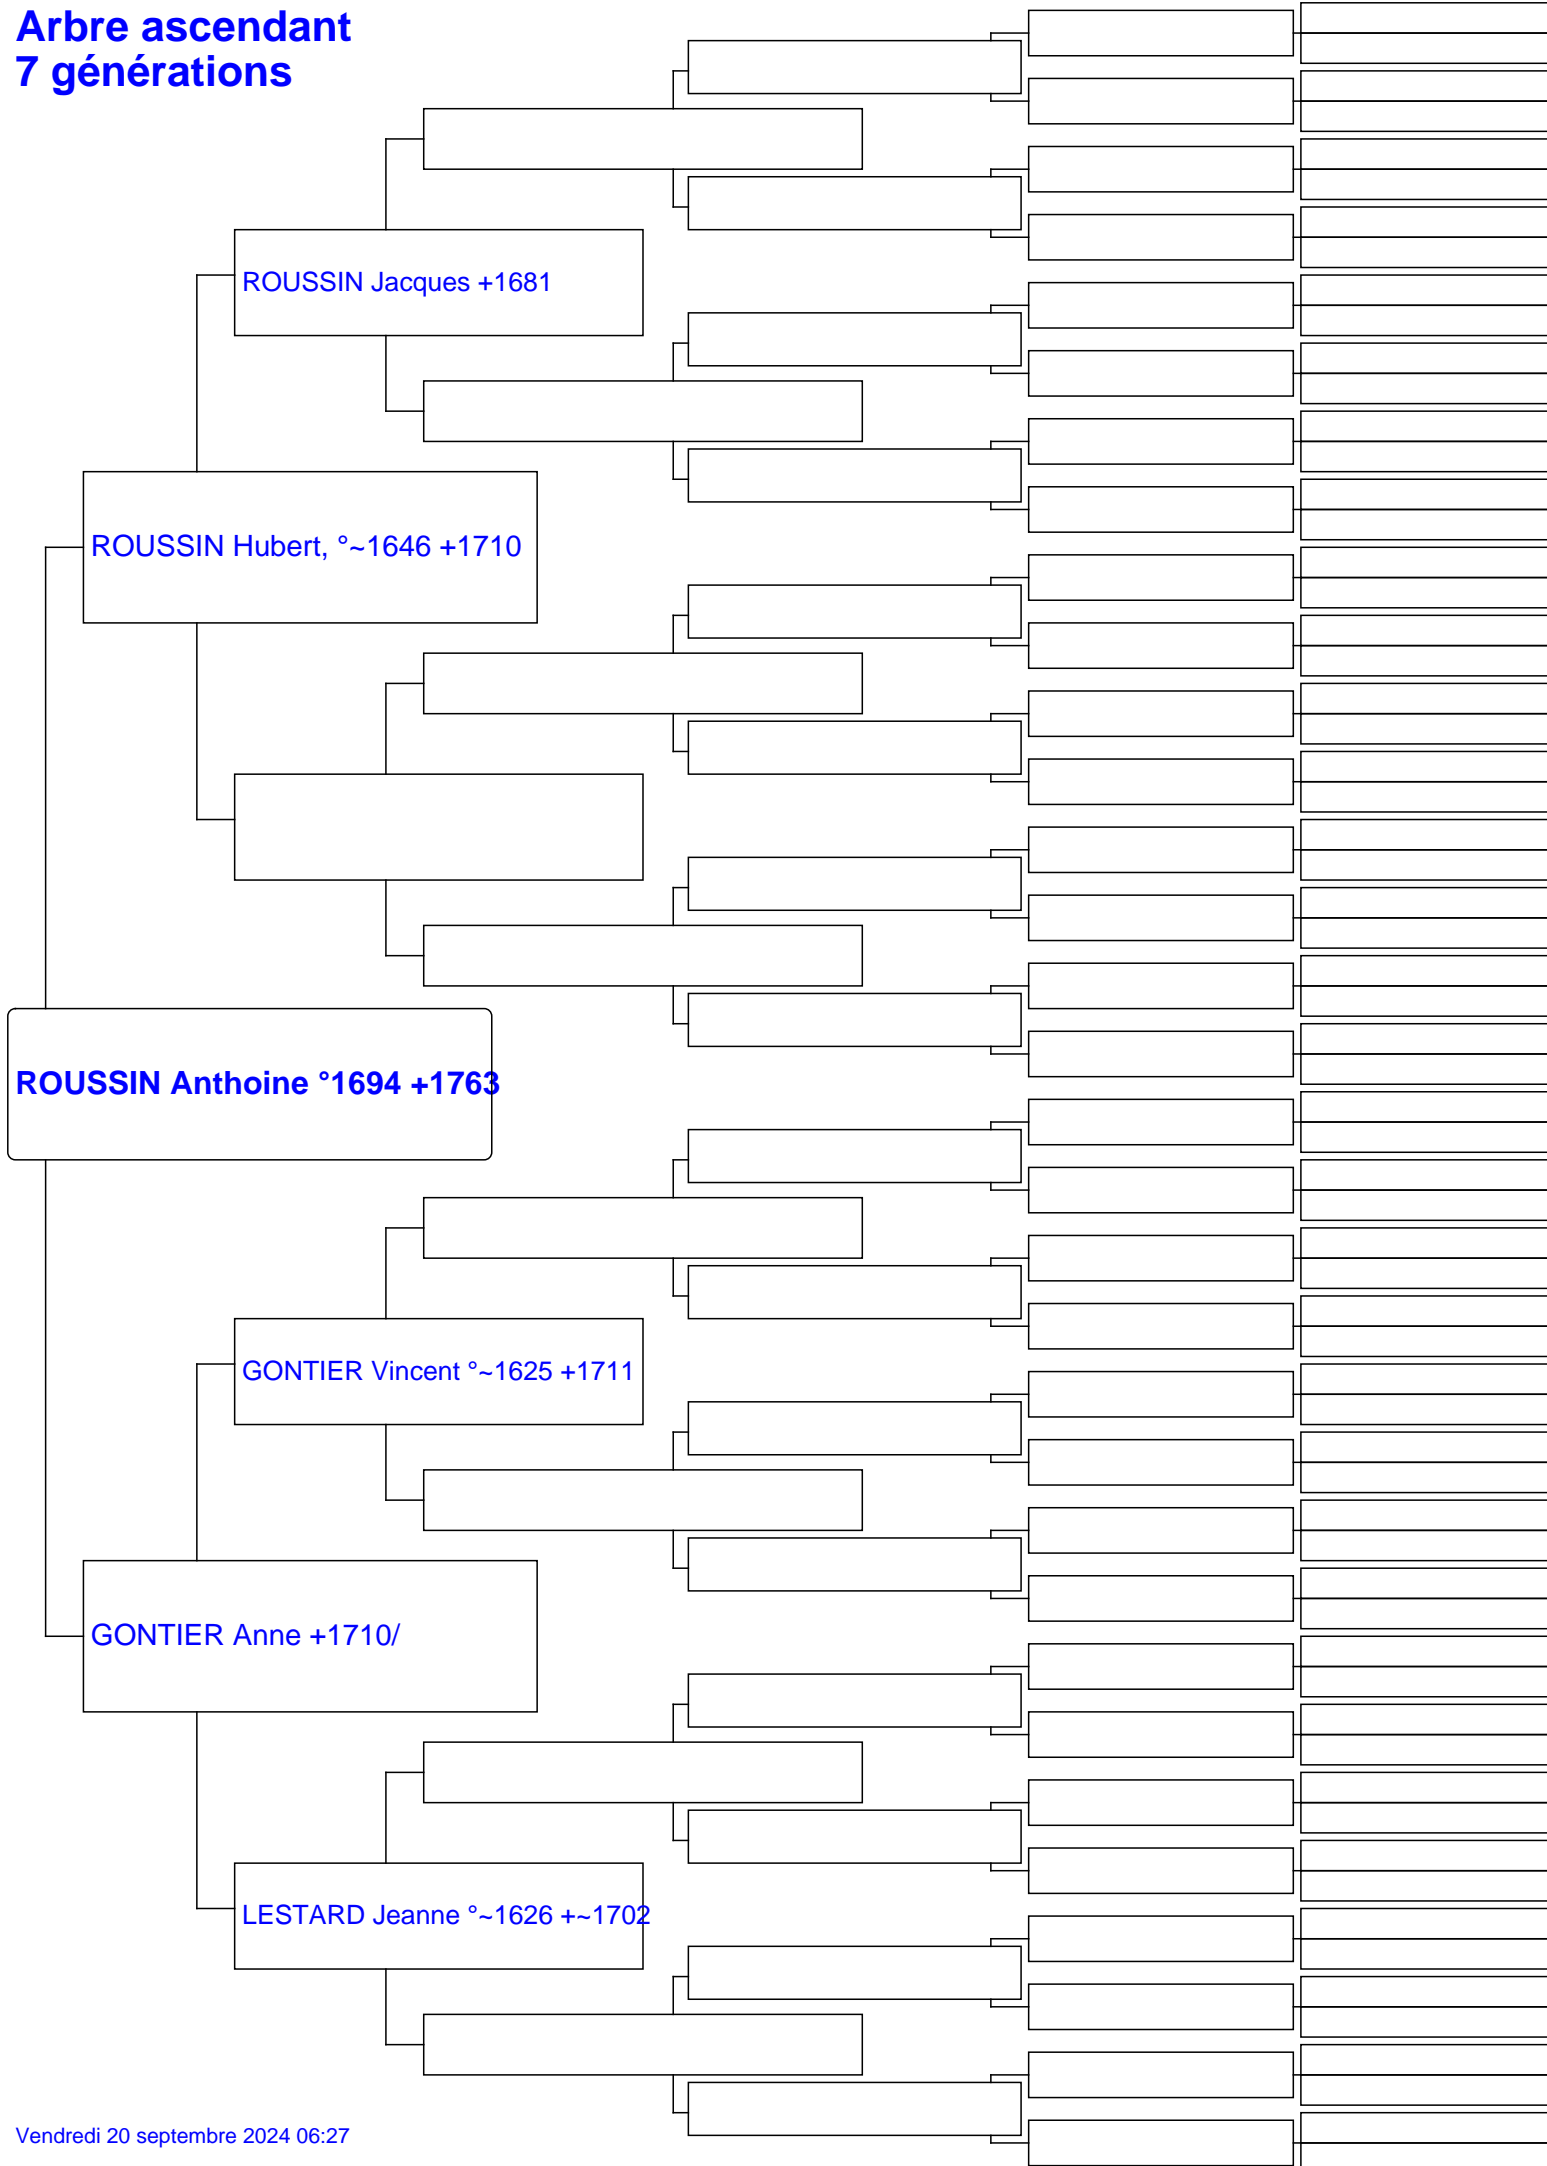 Arbre ascendant
7 générations
ROUSSIN Jacques +1681
ROUSSIN Hubert, °~1646 +1710
ROUSSIN Anthoine °1694 +1763
GONTIER Vincent °~1625 +1711
GONTIER Anne +1710/
LESTARD Jeanne °~1626 +~1702
Vendredi 20 septembre 2024 06:27